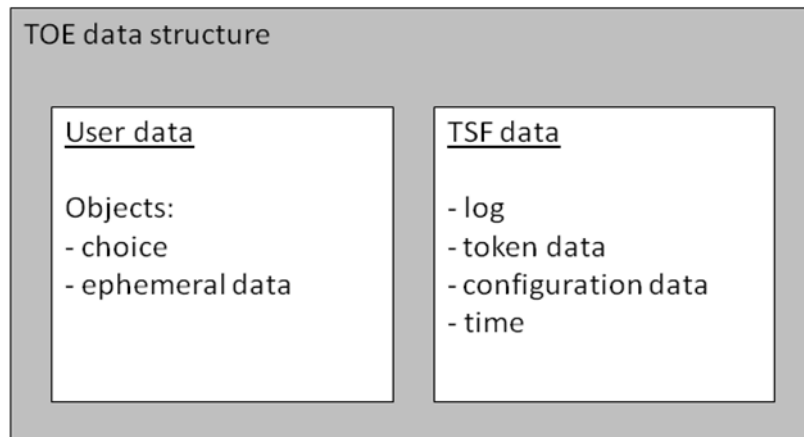 TOE data structure
User data
Objects:
- choice
- ephemeral data
TSF data
- log
- token data
- configuration data
- time